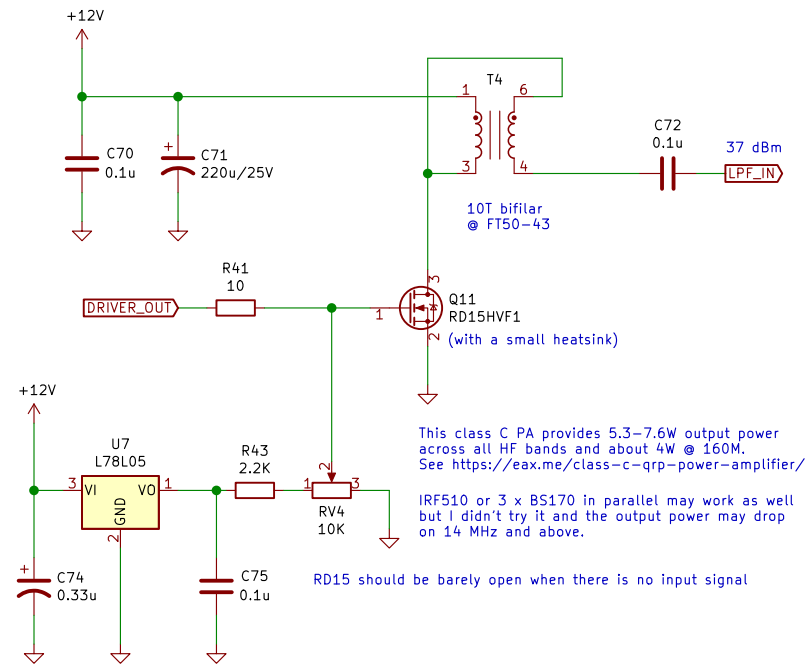 +12V
T4
1
6
3
4
C70
0.1u
+
C71
220u/25V
C72
0.1u
37 dBm
LPF_IN
10T bifilar
@ FT50-43
R41
10
DRIVER_OUT
3
1
2
Q11
RD15HVF1
(with a small heatsink)
+12V
U7
L78L05
3
VI
VO
1
GND
2
R43
2.2K
2
1
3
RV4
10K
This class C PA provides 5.3-7.6W output power
across all HF bands and about 4W @ 160M.
See https://eax.me/class-c-qrp-power-amplifier/
IRF510 or 3 x BS170 in parallel may work as well
but I didn't try it and the output power may drop
on 14 MHz and above.
+
C74
0.33u
C75
0.1u
RD15 should be barely open when there is no input signal